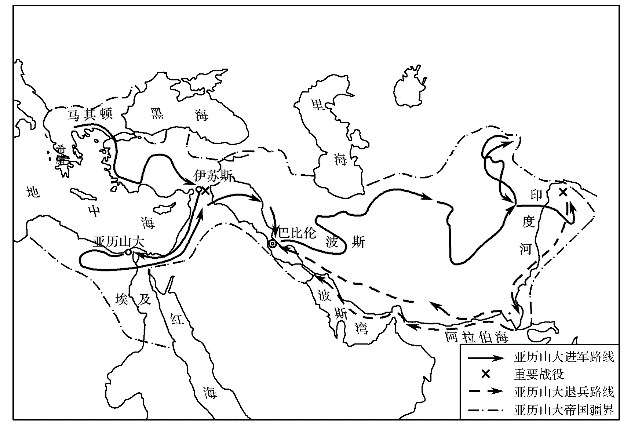 马其顿
黑海
里海
希腊
伊苏斯
地中海
印度河
亚历山大
巴比伦
波斯
埃及
红海
波斯湾
阿拉伯海
亚历山大进军路线
重要战役
亚历山大退兵路线
亚历山大帝国疆界